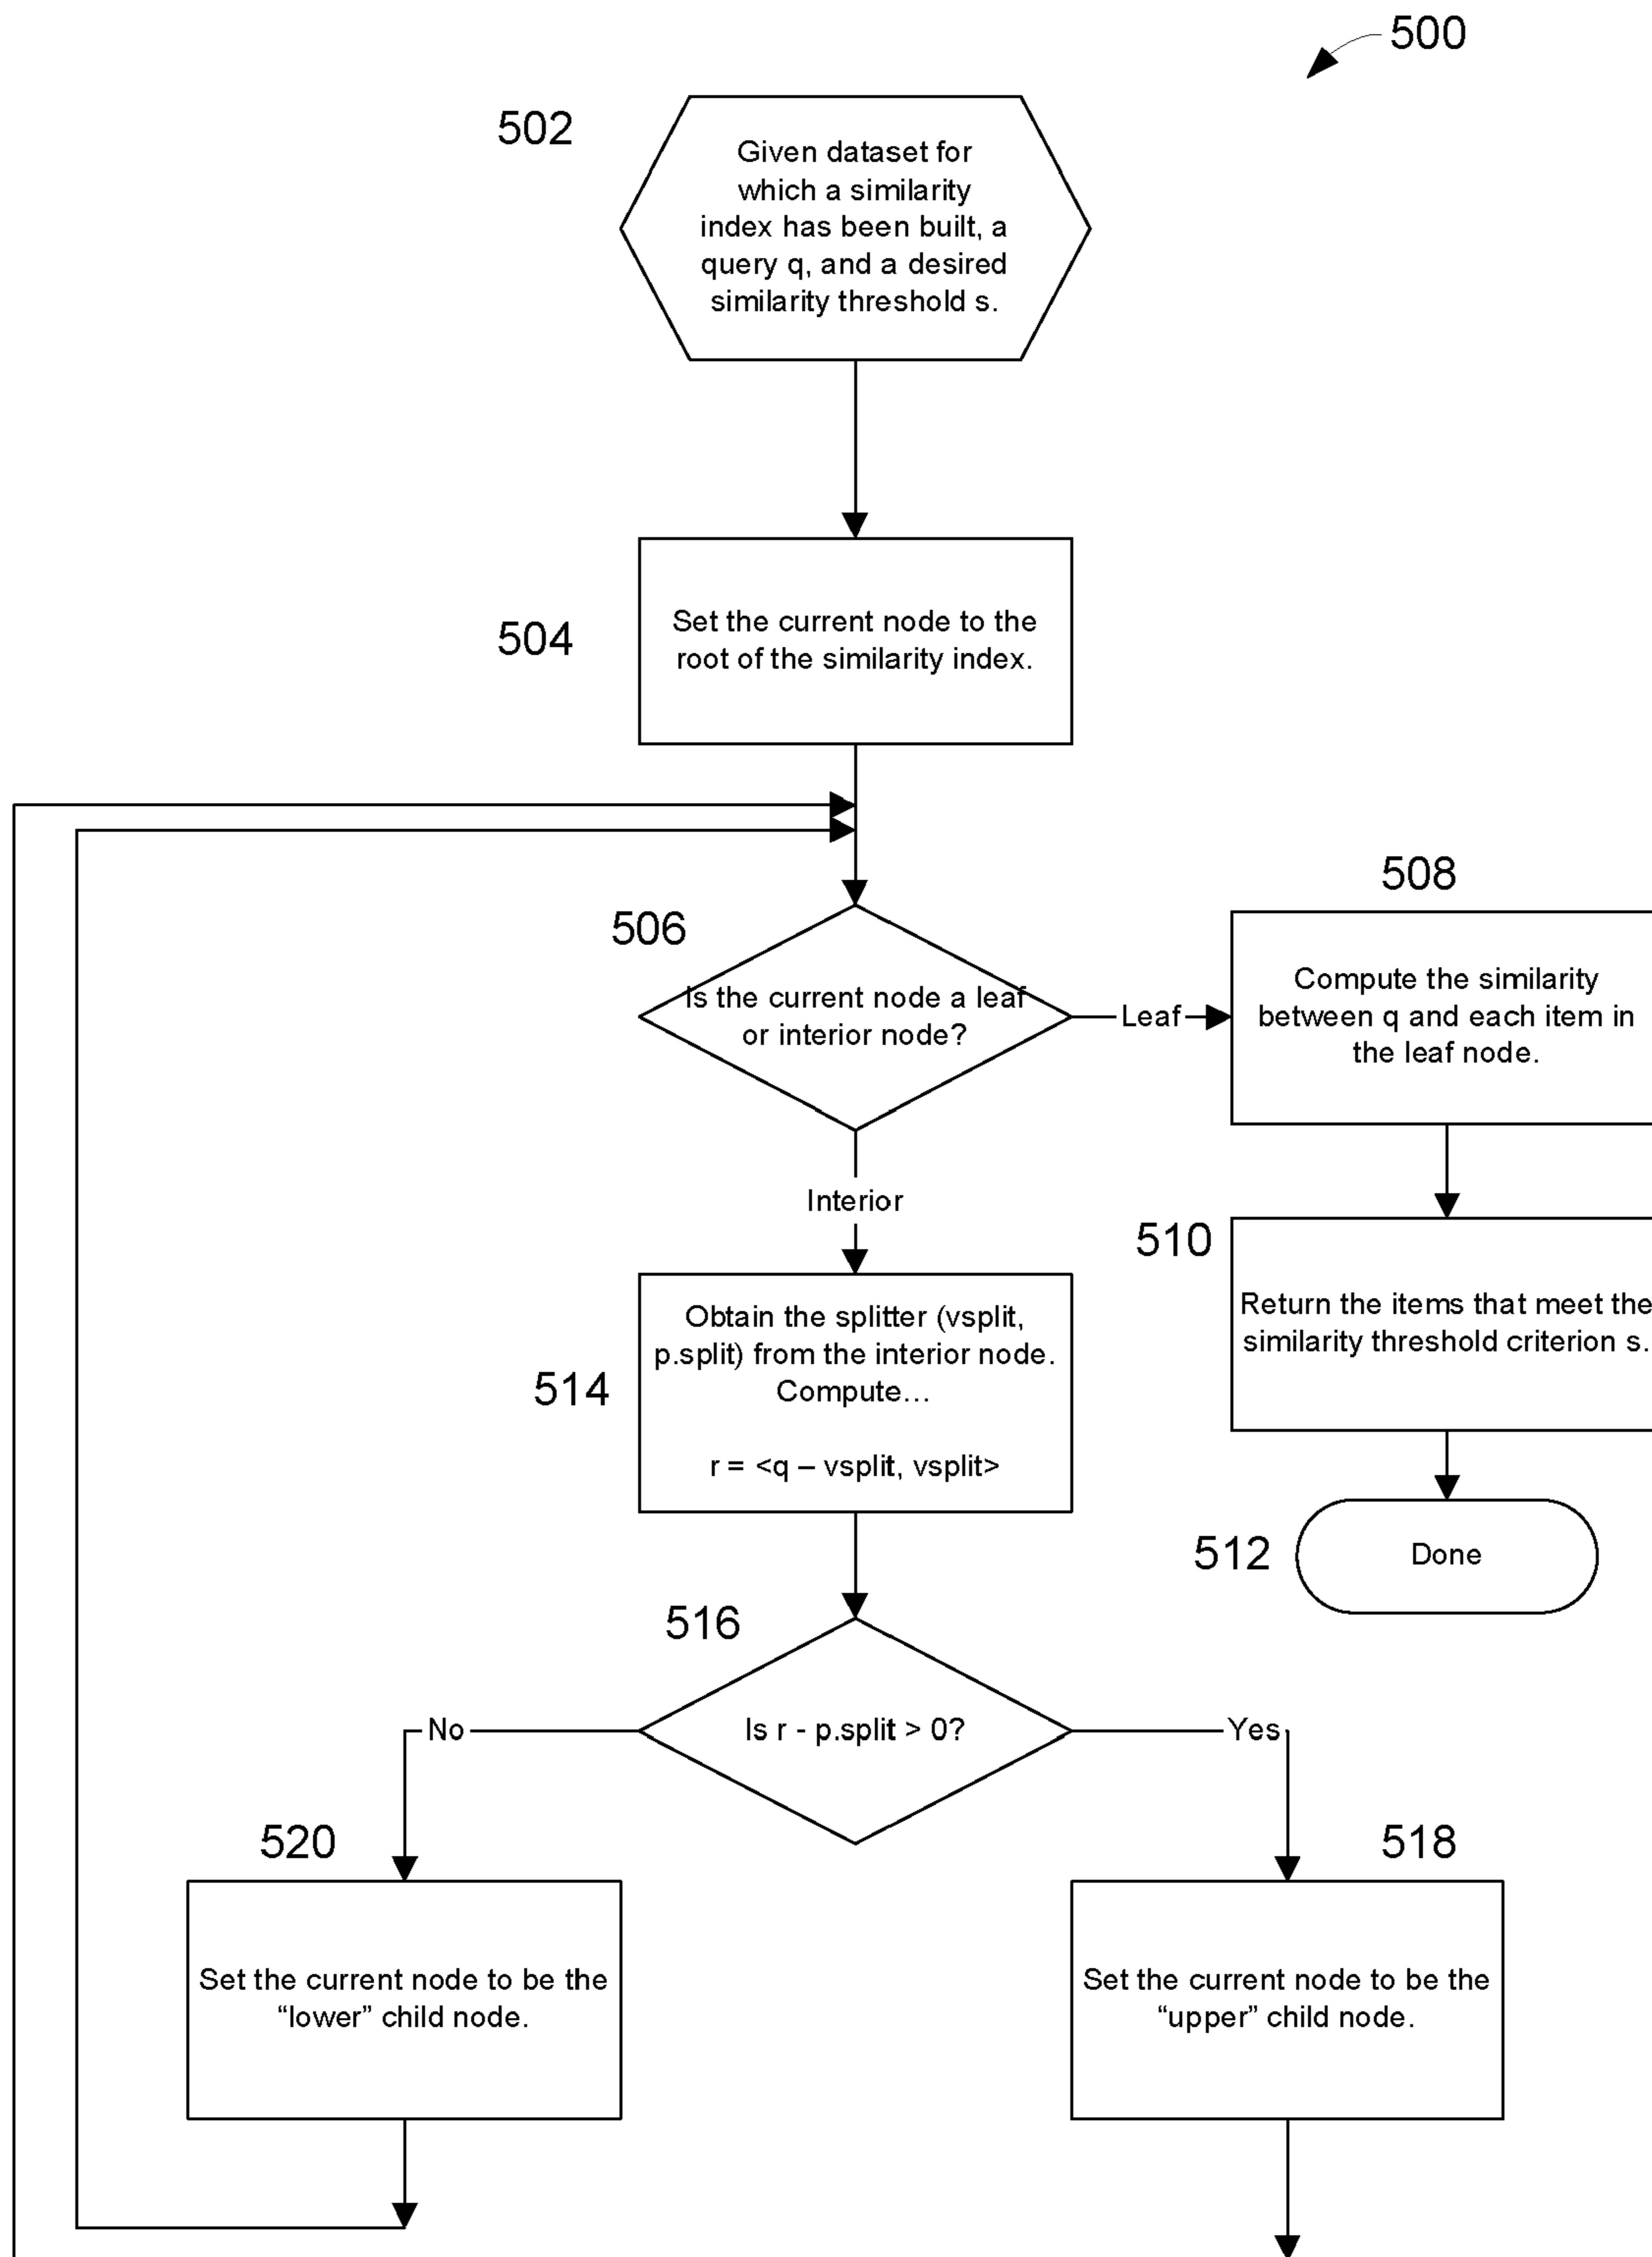 500
502
Given dataset for
which a similarity
index has been built, a
query q, and a desired
similarity threshold s.
504
Set the current node to the
root of the similarity index.
506
Is the current node a leaf
or interior node?
Leaf
508
Compute the similarity
between q and each item in
the leaf node.
Interior
510
Return the items that meet the
similarity threshold criterion s.
514
Obtain the splitter (vsplit,
p.split) from the interior node.
Compute...
r = <q – vsplit, vsplit>
512
Done
516
Is r - p.split > 0?
No
Yes
520
Set the current node to be the
“lower” child node.
518
Set the current node to be the
“upper” child node.